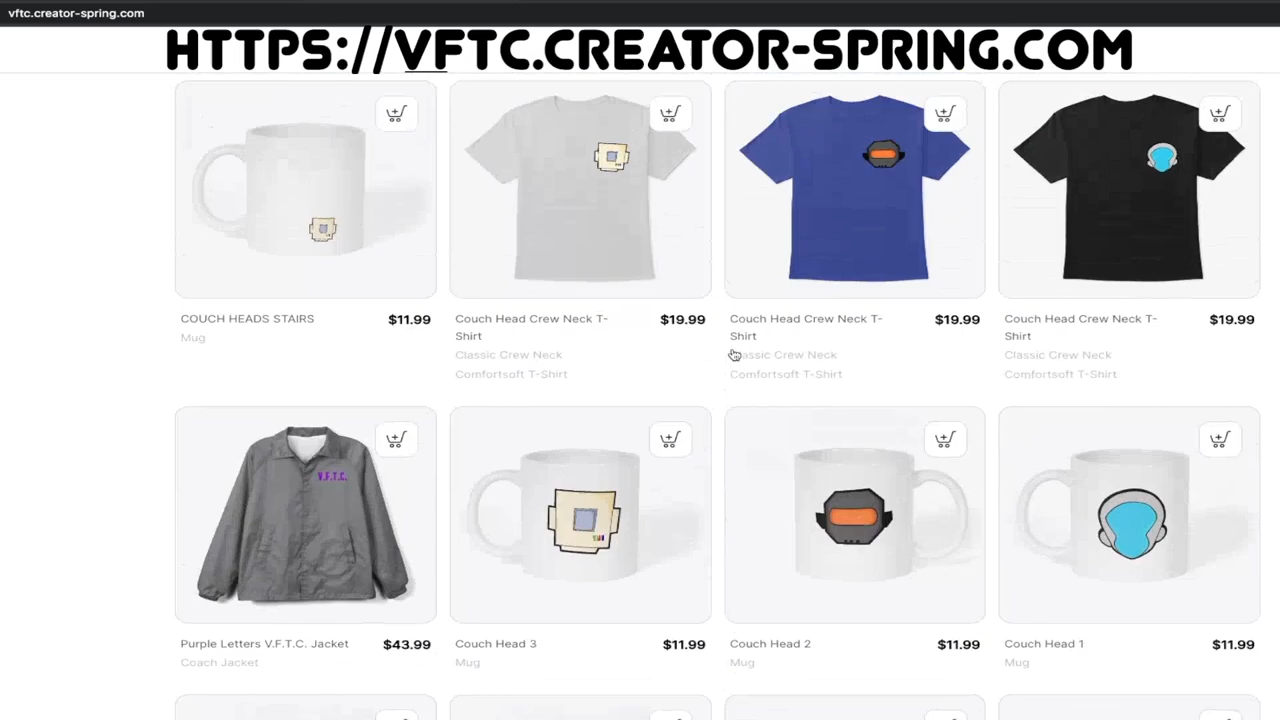 vftc.creator-spring.com
HTTPS://VFTC.CREATOR-SPRING.COM
COUCH HEADS STAIRS
$11.99
Mug
Couch Head Crew Neck T-
Shirt
$19.99
Classic Crew Neck
Comfortsoft T-Shirt
Couch Head Crew Neck T-
Shirt
$19.99
assic Crew Neck
Comfortsoft T-Shirt
Couch Head Crew Neck T-
Shirt
$19.99
Classic Crew Neck
Comfortsoft T-Shirt
V.F.T.C.
Purple Letters V.F.T.C. Jacket
$43.99
Coach Jacket
Couch Head 3
$11.99
Mug
Couch Head 2
$11.99
Mug
Couch Head 1
$11.99
Mug